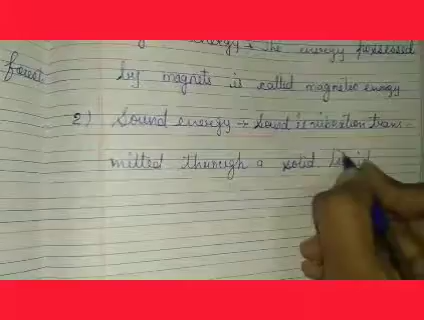 energy :- The energy possessed
forest. by magnets is called magnetic energy
2) Sound energy :- Sound is vibration trans-
mitted through a solid